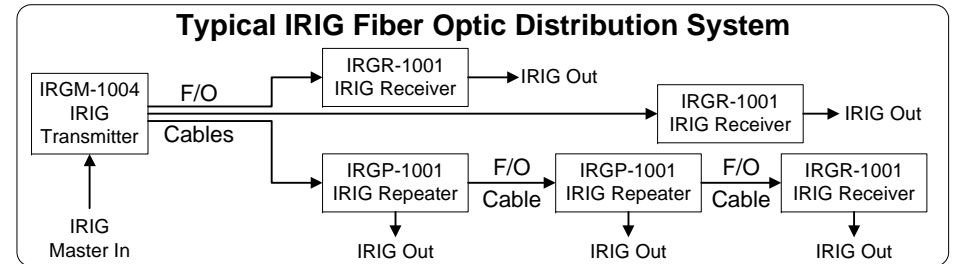 Typical IRIG Fiber Optic Distribution System
IRGM-1004
IRIG
Transmitter
F/O
Cables
IRGR-1001
IRIG Receiver
IRIG Out
IRGR-1001
IRIG Receiver
IRIG Out
IRGP-1001
IRIG Repeater
F/O
Cable
IRGP-1001
IRIG Repeater
F/O
Cable
IRGR-1001
IRIG Receiver
IRIG
Master In
IRIG Out
IRIG Out
IRIG Out